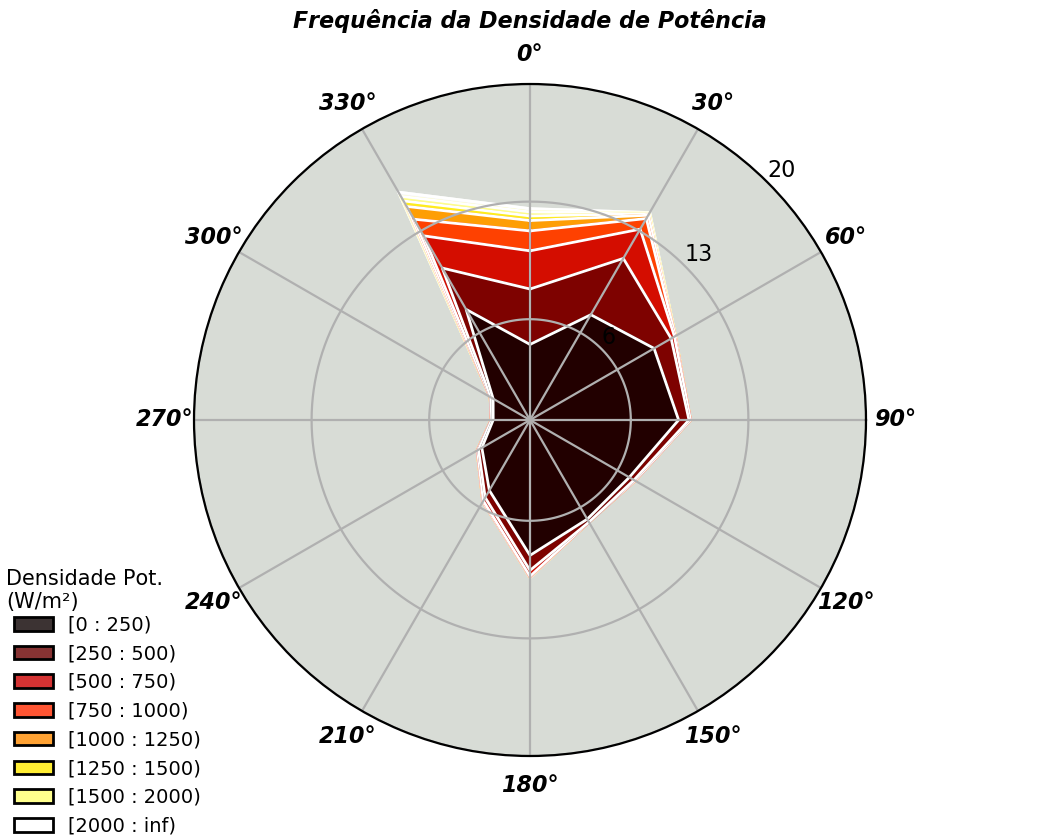 Frequência da Densidade de Potência
0°
330°
30°
20
300°
60°
13
6
270°
90°
240°
120°
210°
150°
180°
Densidade Pot.
(W/m²)
[0 : 250)
[250 : 500)
[500 : 750)
[750 : 1000)
[1000 : 1250)
[1250 : 1500)
[1500 : 2000)
[2000 : inf)